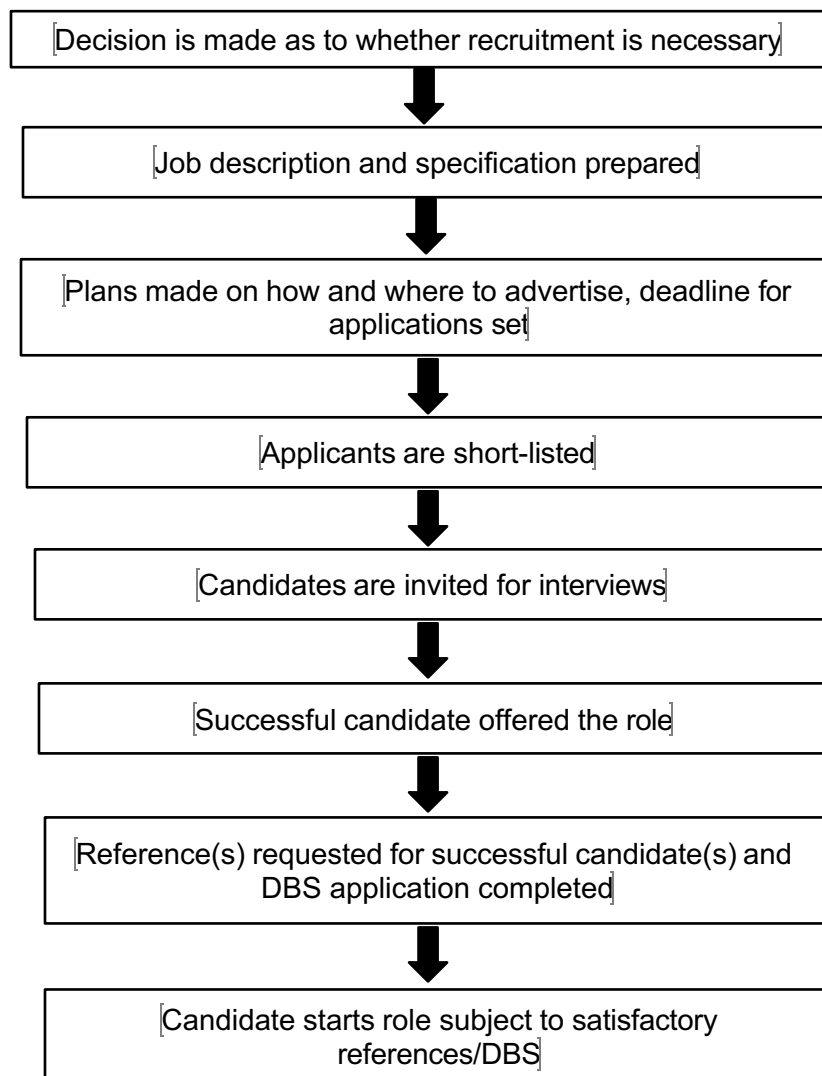 Decision is made as to whether recruitment is necessary
Job description and specification prepared
Plans made on how and where to advertise, deadline for
applications set
Applicants are short-listed
Candidates are invited for interviews
Successful candidate offered the role
Reference(s) requested for successful candidate(s) and
DBS application completed
Candidate starts role subject to satisfactory
references/DBS